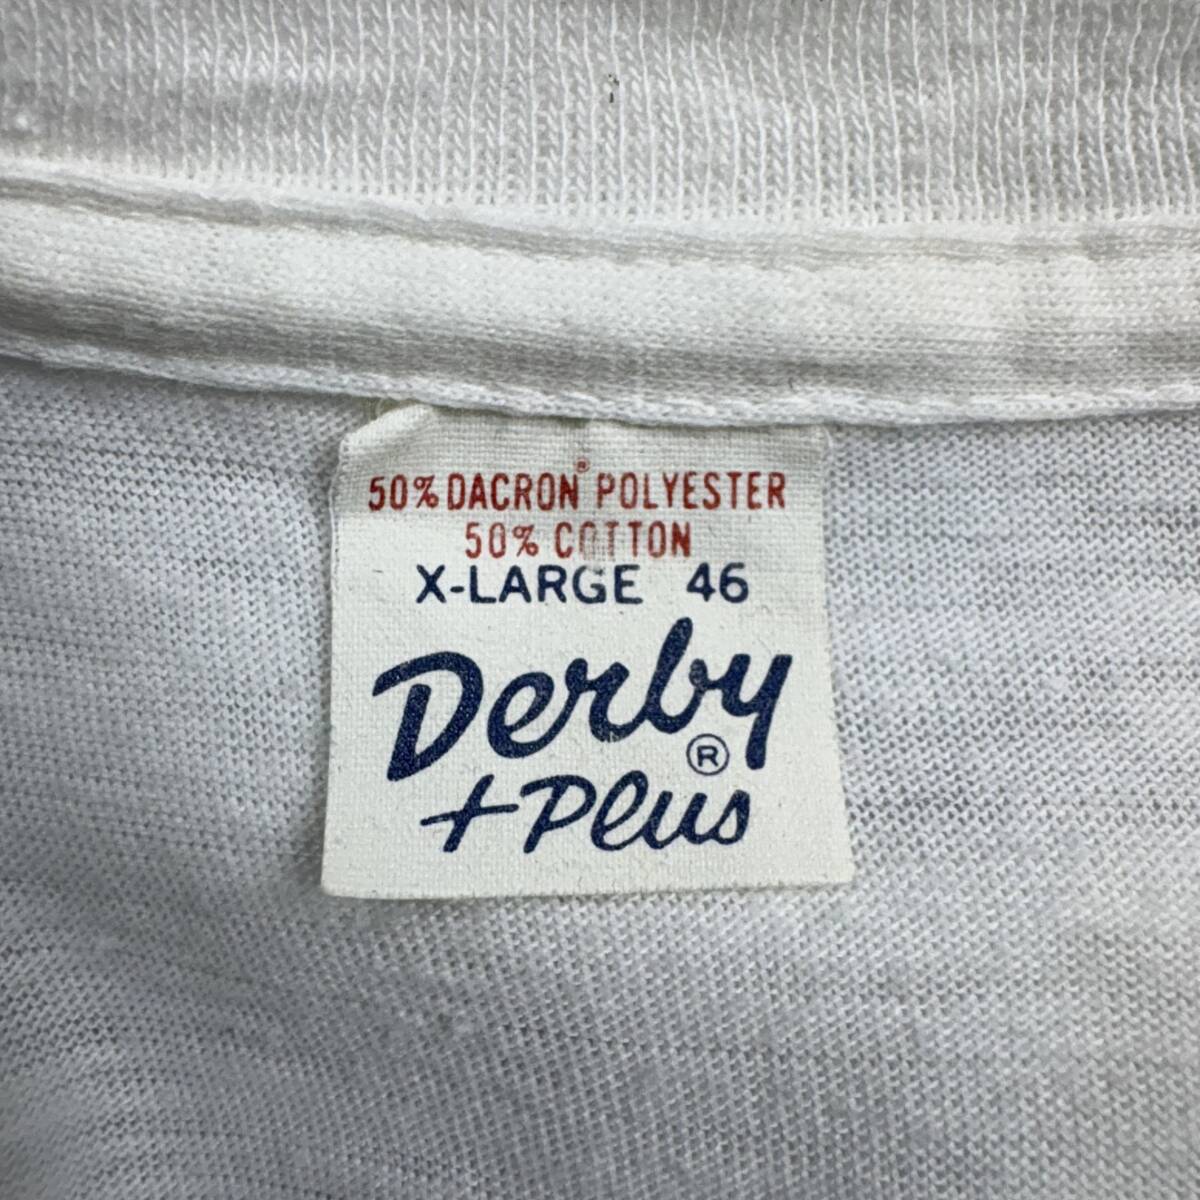 50% DACRON® POLYESTER
50% COTTON
X-LARGE 46
Derby®
+Plus